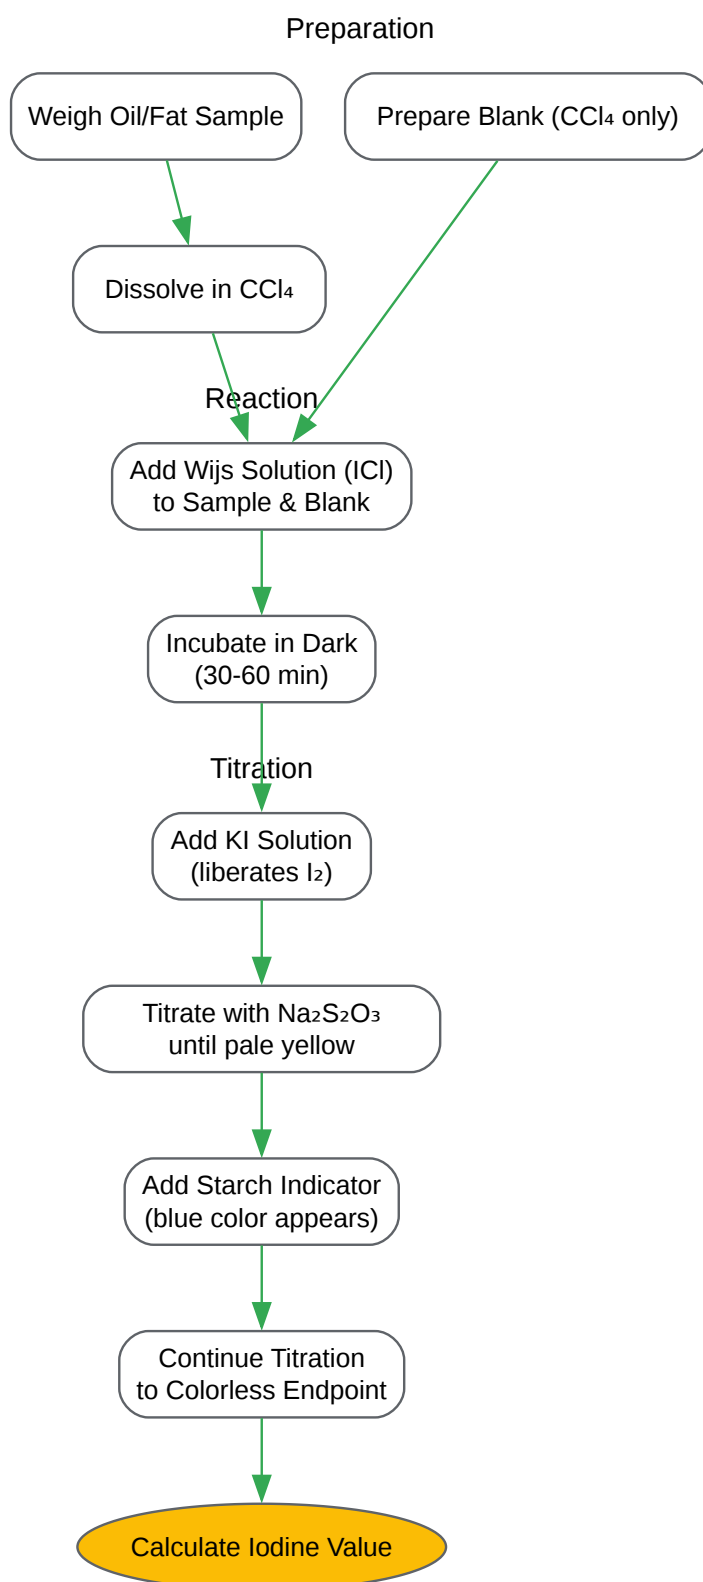 Preparation
Weigh Oil/Fat Sample
Prepare Blank (CCl₄ only)
Dissolve in CCl₄
Reaction
Add Wijs Solution (ICl)
to Sample & Blank
Incubate in Dark
(30-60 min)
Titration
Add KI Solution
(liberates I₂)
Titrate with Na₂S₂O₃
until pale yellow
Add Starch Indicator
(blue color appears)
Continue Titration
to Colorless Endpoint
Calculate Iodine Value